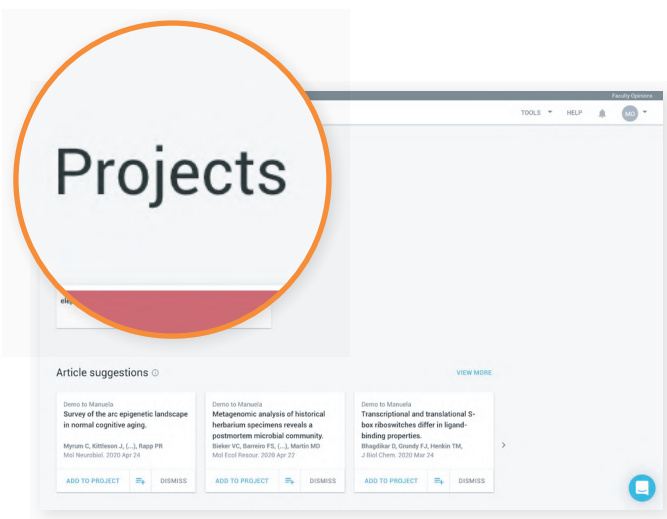 Faculty Opinions
TOOLS HELP MO
Projects
Article suggestions
VIEW MORE
Demo to Manuela
Survey of the arc epigenetic landscape
in normal cognitive aging.
Myrum C, Kittleson J, (...), Rapp PR
Mol Neurobiol. 2020 Apr 24
ADD TO PROJECT DISMISS
Demo to Manuela
Metagenomic analysis of historical
herbarium specimens reveals a
postmortem microbial community.
Bieker VC, Barreiro FS, (...), Martin MD
Mol Ecol Resour. 2020 Apr 22
ADD TO PROJECT DISMISS
Demo to Manuela
Transcriptional and translational S-
box riboswitches differ in ligand-
binding properties.
Bhagdikar D, Grundy FJ, Henkin TM,
J Biol Chem. 2020 Mar 24
ADD TO PROJECT DISMISS